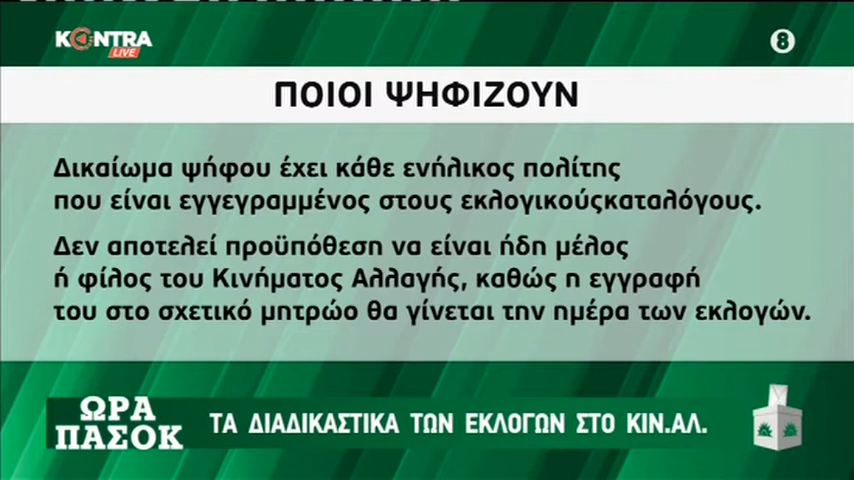 KONTRA
LIVE
8
ΠΟΙΟΙ ΨΗΦΙΖΟΥΝ
Δικαίωμα ψήφου έχει κάθε ενήλικος πολίτης
που είναι εγγεγραμμένος στους εκλογικούςκαταλόγους.
Δεν αποτελεί προϋπόθεση να είναι ήδη μέλος
ή φίλος του Κινήματος Αλλαγής, καθώς η εγγραφή
του στο σχετικό μητρώο θα γίνεται την ημέρα των εκλογών.
ΩΡΑ
ΠΑΣΟΚ
ΤΑ ΔΙΑΔΙΚΑΣΤΙΚΑ ΤΩΝ ΕΚΛΟΓΩΝ ΣΤΟ ΚΙΝ.ΑΛ.